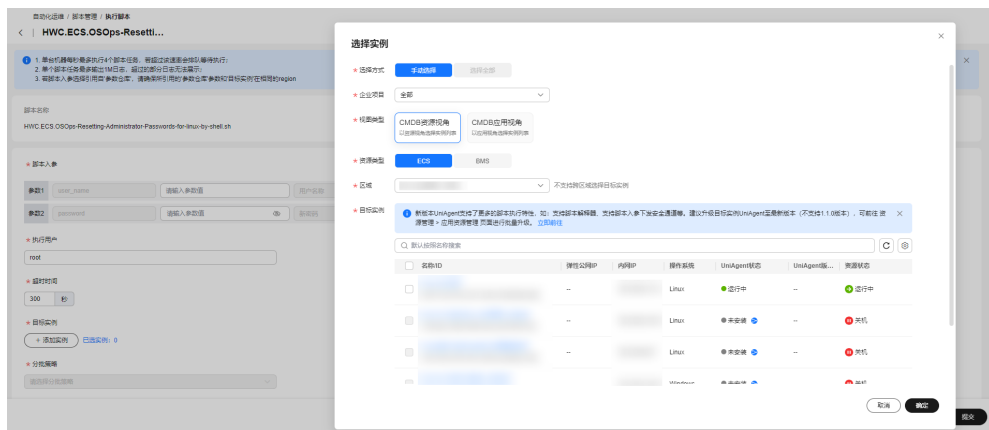 自动化运维 / 脚本管理 / 执行脚本
HWC.ECS.OSOps-Resetti...
1. 单台机器每秒最多执行4个脚本任务，若超过该速率会排队等待执行；
2. 单个脚本任务最多输出1M日志，超过的部分日志无法展示；
3. 若脚本入参选择引用自'参数仓库'，请确保所引用的'参数仓库'参数和'目标实例'在相同的region
脚本名称
HWC.ECS.OSOps-Resetting-Administrator-Passwords-for-linux-by-shell.sh
* 脚本入参
参数1 user_name 请输入参数值 用户名称
参数2 password 请输入参数值 新密码
* 执行用户
root
* 超时时间
300 秒
* 目标实例
+ 添加实例 已选实例：0
* 分批策略
请选择分批策略
提交
选择实例
* 选择方式 手动选择 选择全部
* 企业项目 全部
* 视图类型 CMDB资源视角 CMDB应用视角
以资源视角选择实例列表 以应用视角选择实例列表
* 资源类型 ECS BMS
* 区域 不支持跨区域选择目标实例
* 目标实例 新版本UniAgent支持了更多的脚本执行特性，如：支持脚本解释器、支持脚本入参下发安全通道等。建议升级目标实例UniAgent至最新版本（不支持1.1.0版本），可前往 资
源管理 > 应用资源管理 页面进行批量升级。 立即前往
默认按照名称搜索
名称/ID 弹性公网IP 内网IP 操作系统 UniAgent状态 UniAgent版... 资源状态
-- Linux 运行中 -- 运行中
-- Linux 未安装 -- 关机
-- Linux 未安装 -- 关机
-- Windows 未安装 -- 关机
取消 确定